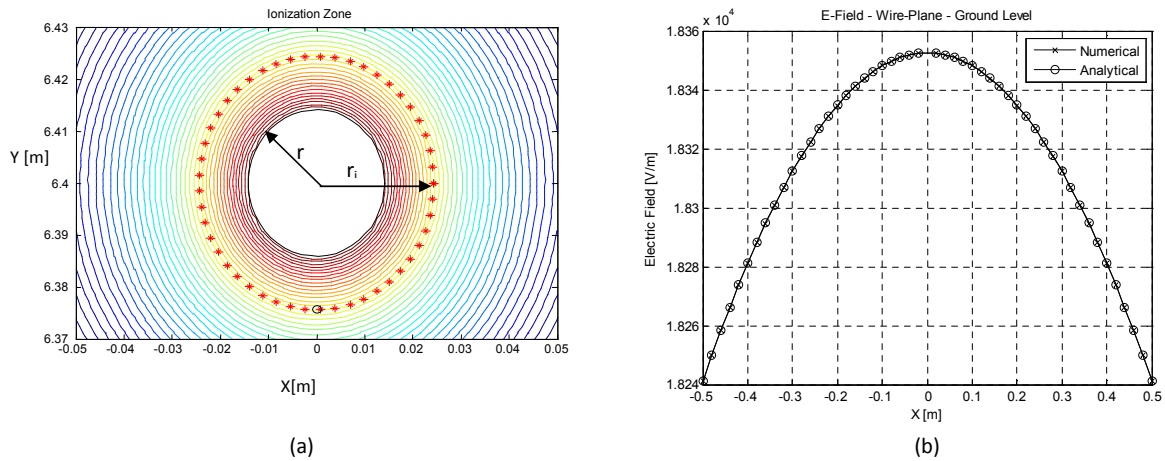 Ionization Zone
6.43
6.42
6.41
Y [m]
6.4
6.39
6.38
6.37
r
rᵢ
-0.05 -0.04 -0.03 -0.02 -0.01 0 0.01 0.02 0.03 0.04 0.05
X[m]
(a)
E-Field - Wire-Plane - Ground Level
x 10⁴
1.836
1.834
1.832
1.83
1.828
1.826
1.824
Electric Field [V/m]
Numerical
Analytical
-0.5 -0.4 -0.3 -0.2 -0.1 0 0.1 0.2 0.3 0.4 0.5
X [m]
(b)